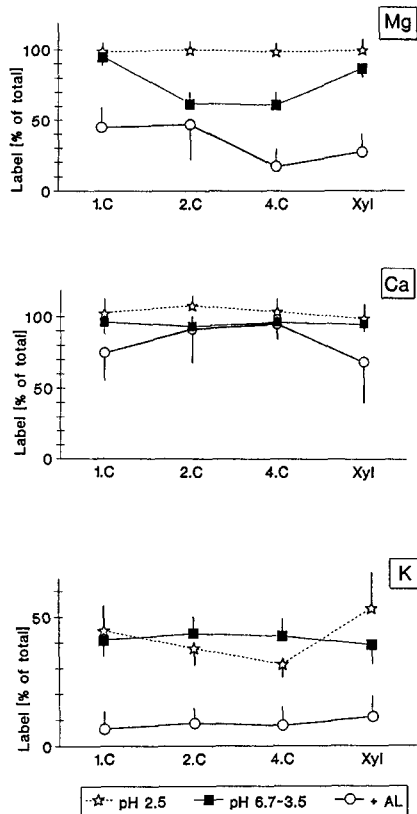 Mg
Label [% of total]
100
50
0
1.C 2.C 4.C Xyl
Ca
Label [% of total]
100
50
0
1.C 2.C 4.C Xyl
K
Label [% of total]
50
0
1.C 2.C 4.C Xyl
pH 2.5 pH 6.7-3.5 + AL